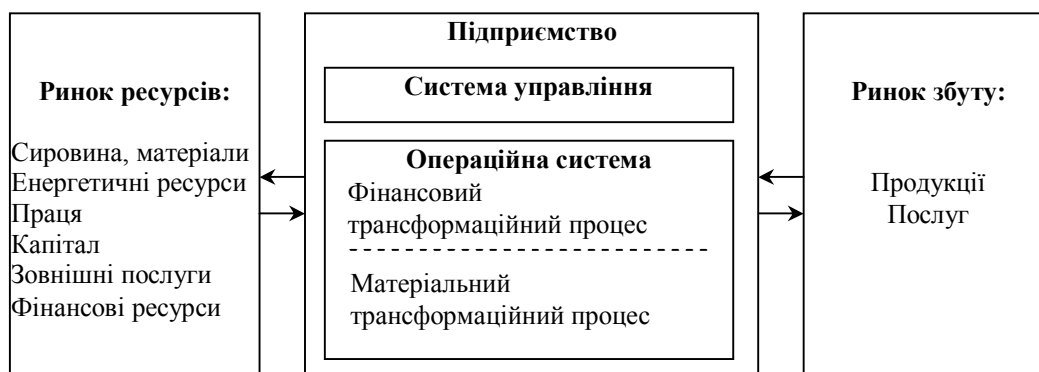 Ринок ресурсів:
Сировина, матеріали
Енергетичні ресурси
Праця
Капітал
Зовнішні послуги
Фінансові ресурси
Підприємство
Система управління
Операційна система
Фінансовий
трансформаційний процес
Матеріальний
трансформаційний процес
Ринок збуту:
Продукції
Послуг